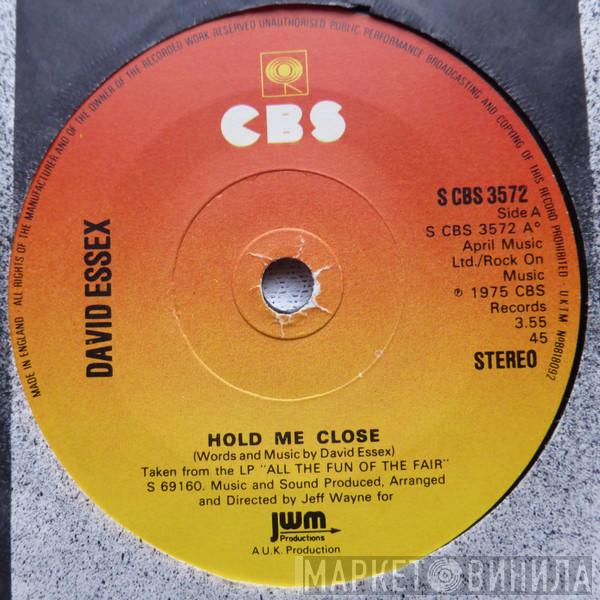 MADE IN ENGLAND · ALL RIGHTS OF THE MANUFACTURER AND OF THE OWNER OF THE RECORDED WORK RESERVED UNAUTHORISED PUBLIC PERFORMANCE BROADCASTING AND COPYING OF THIS RECORD PROHIBITED · U.K.T.M. Nº 8818092
CBS
DAVID ESSEX
S CBS 3572
Side A
S CBS 3572 A°
April Music
Ltd./Rock On
Music
℗ 1975 CBS
Records
3.55
45
STEREO
HOLD ME CLOSE
(Words and Music by David Essex)
Taken from the LP "ALL THE FUN OF THE FAIR"
S 69160. Music and Sound Produced, Arranged
and Directed by Jeff Wayne for
jwm
Productions
A U.K. Production
МАРКЕТ ВИНИЛА